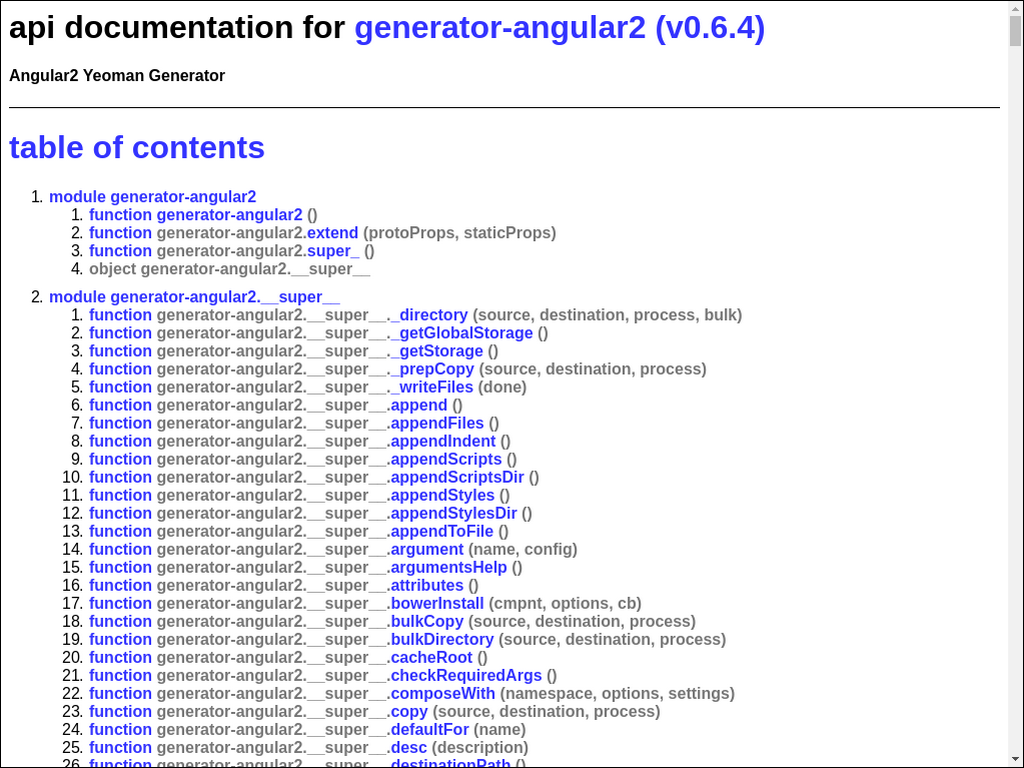 api documentation for generator-angular2 (v0.6.4)
Angular2 Yeoman Generator
table of contents
1. module generator-angular2
1. function generator-angular2 ()
2. function generator-angular2.extend (protoProps, staticProps)
3. function generator-angular2.super_ ()
4. object generator-angular2.__super__
2. module generator-angular2.__super__
1. function generator-angular2.__super__._directory (source, destination, process, bulk)
2. function generator-angular2.__super__._getGlobalStorage ()
3. function generator-angular2.__super__._getStorage ()
4. function generator-angular2.__super__._prepCopy (source, destination, process)
5. function generator-angular2.__super__._writeFiles (done)
6. function generator-angular2.__super__.append ()
7. function generator-angular2.__super__.appendFiles ()
8. function generator-angular2.__super__.appendIndent ()
9. function generator-angular2.__super__.appendScripts ()
10. function generator-angular2.__super__.appendScriptsDir ()
11. function generator-angular2.__super__.appendStyles ()
12. function generator-angular2.__super__.appendStylesDir ()
13. function generator-angular2.__super__.appendToFile ()
14. function generator-angular2.__super__.argument (name, config)
15. function generator-angular2.__super__.argumentsHelp ()
16. function generator-angular2.__super__.attributes ()
17. function generator-angular2.__super__.bowerInstall (cmpnt, options, cb)
18. function generator-angular2.__super__.bulkCopy (source, destination, process)
19. function generator-angular2.__super__.bulkDirectory (source, destination, process)
20. function generator-angular2.__super__.cacheRoot ()
21. function generator-angular2.__super__.checkRequiredArgs ()
22. function generator-angular2.__super__.composeWith (namespace, options, settings)
23. function generator-angular2.__super__.copy (source, destination, process)
24. function generator-angular2.__super__.defaultFor (name)
25. function generator-angular2.__super__.desc (description)
26. function generator-angular2.__super__.destinationPath ()